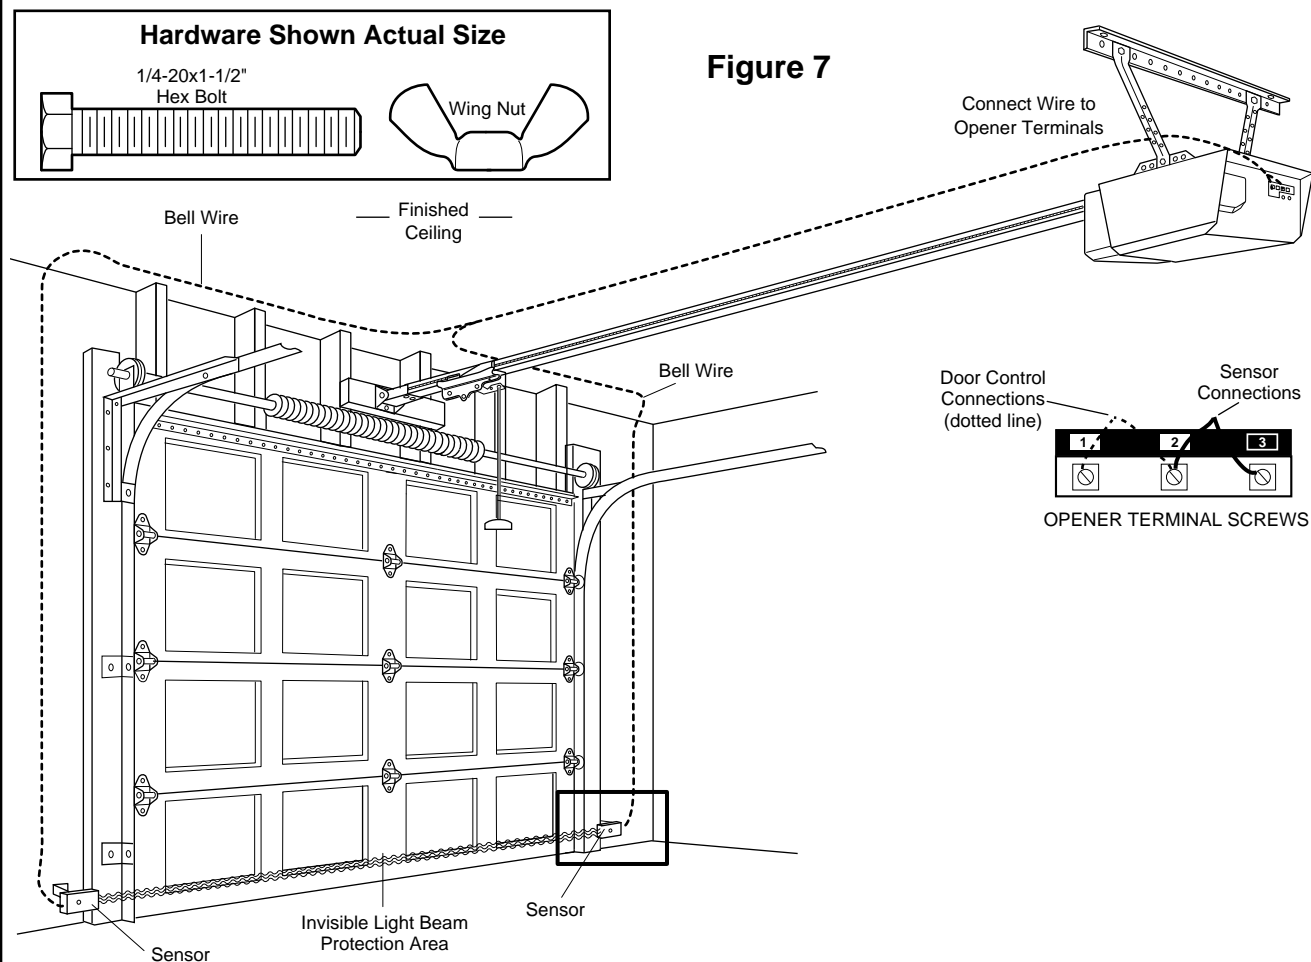 Hardware Shown Actual Size
1/4-20x1-1/2"
Hex Bolt
Wing Nut
Figure 7
Connect Wire to
Opener Terminals
Bell Wire
Finished
Ceiling
Bell Wire
Door Control
Connections
(dotted line)
Sensor
Connections
1 2 3
OPENER TERMINAL SCREWS
Sensor
Invisible Light Beam
Protection Area
Sensor